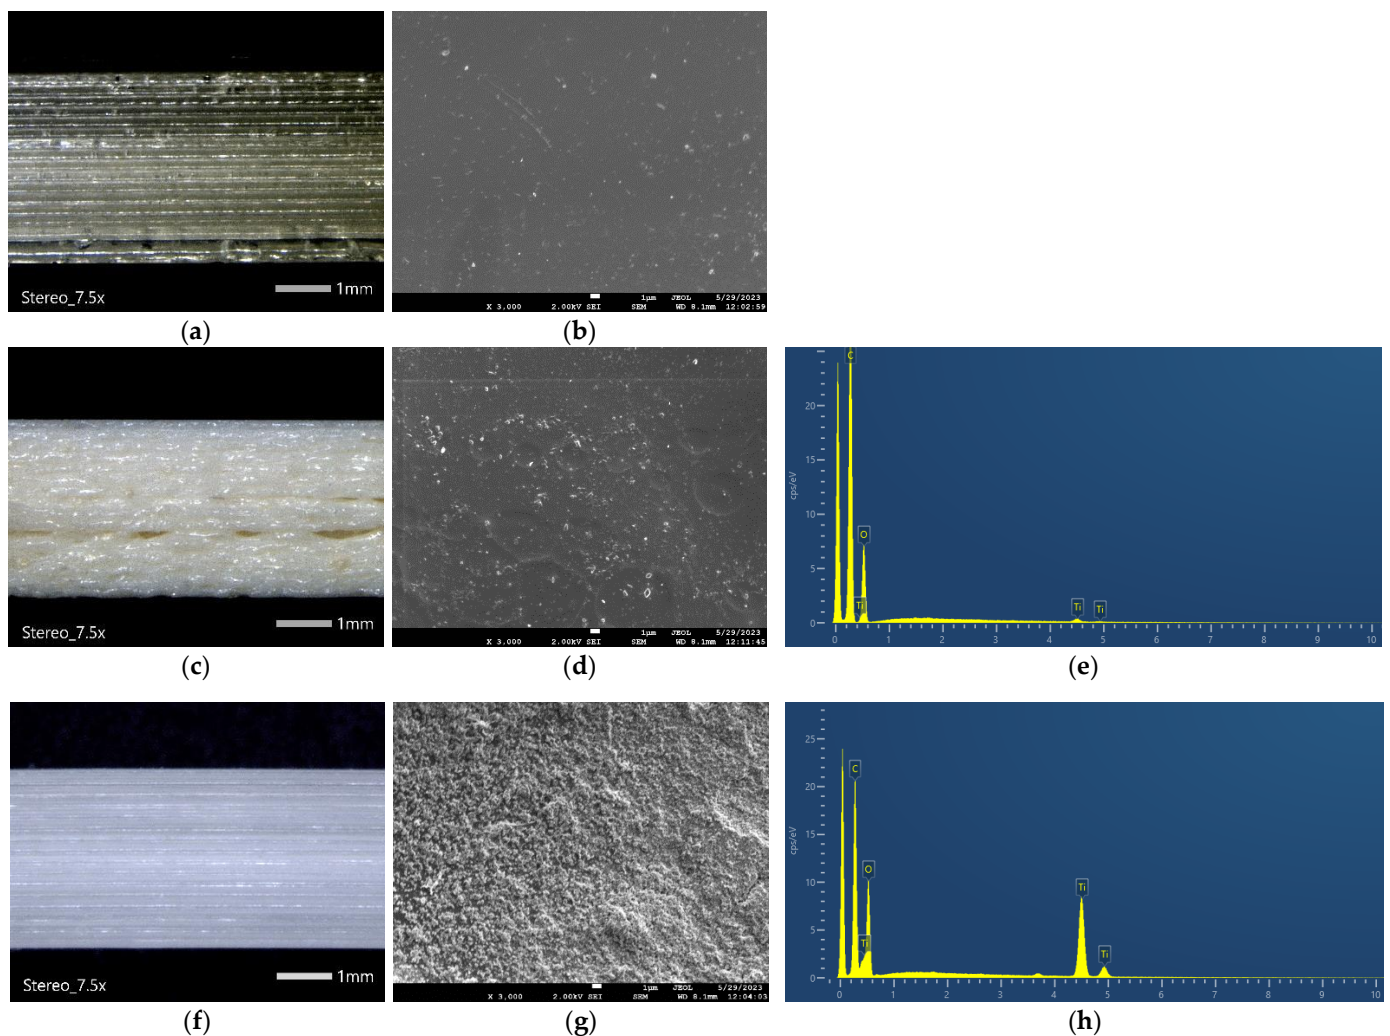 Stereo_7.5x 1mm
1μm JEOL 5/29/2023
X 3,000 2.00kV SEI SEM WD 8.1mm 12:02:59
(a) (b)
Stereo_7.5x 1mm
1μm JEOL 5/29/2023
X 3,000 2.00kV SEI SEM WD 8.1mm 12:11:45
C
20
15
cps/eV
10
O
5
Ti Ti Ti
0
0 1 2 3 4 5 6 7 8 9 10
(c) (d) (e)
Stereo_7.5x 1mm
1μm JEOL 5/29/2023
X 3,000 2.00kV SEI SEM WD 8.1mm 12:04:03
25
C
20
15
cps/eV
O
10
Ti
5
Ti
Ti
0
0 1 2 3 4 5 6 7 8 9 10
(f) (g) (h)